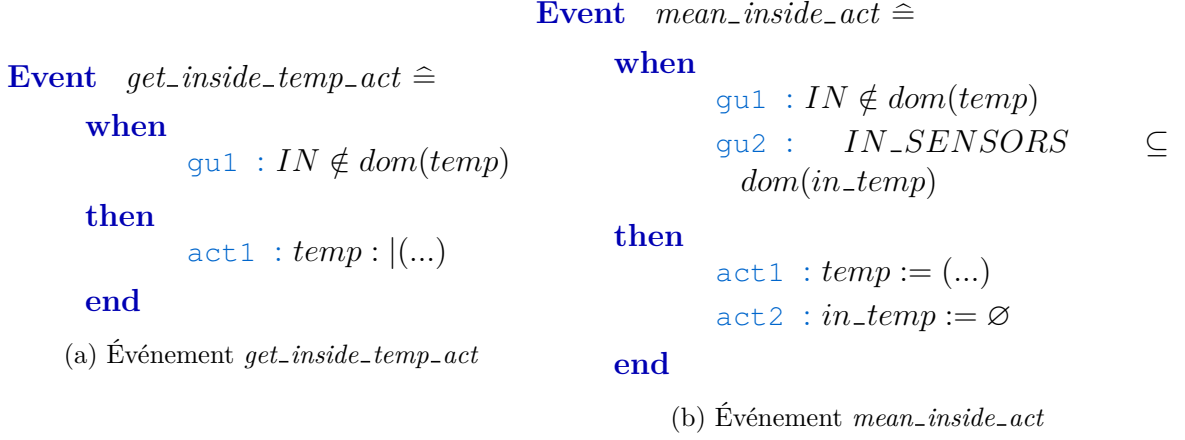 Event get_inside_temp_act ≙
when
gu1 : IN ∉ dom(temp)
then
act1 : temp : |(...)
end
(a) Événement get_inside_temp_act
Event mean_inside_act ≙
when
gu1 : IN ∉ dom(temp)
gu2 : IN_SENSORS ⊆
dom(in_temp)
then
act1 : temp := (...)
act2 : in_temp := ∅
end
(b) Événement mean_inside_act